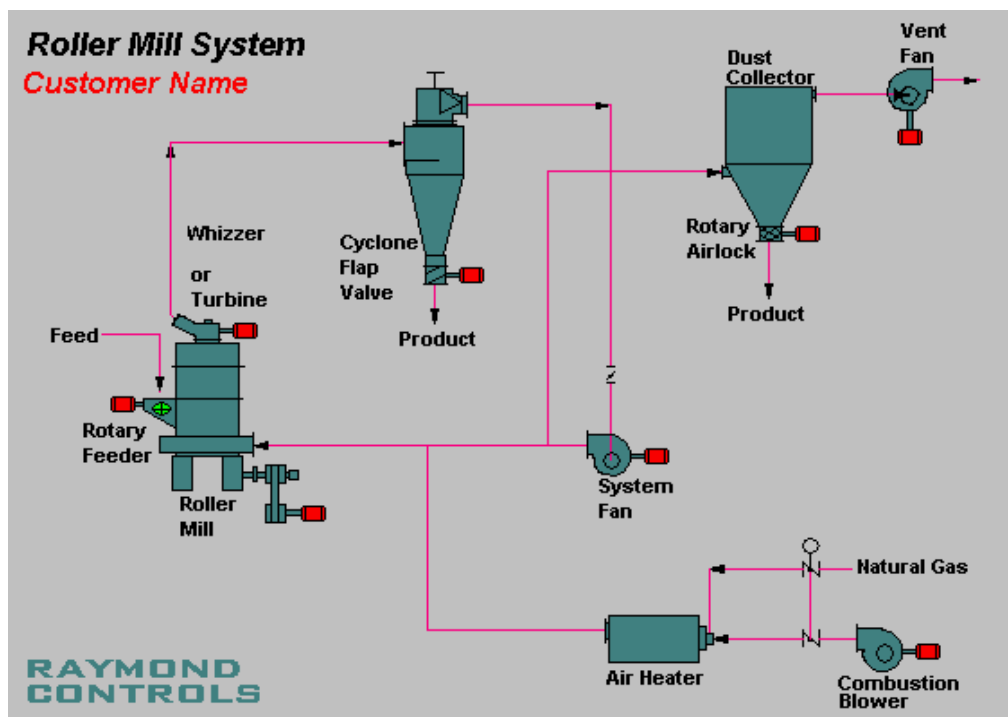 Roller Mill System
Customer Name
Vent
Fan
Dust
Collector
Whizzer
or
Turbine
Cyclone
Flap
Valve
Rotary
Airlock
Product
Product
Feed
Rotary
Feeder
Roller
Mill
System
Fan
Natural Gas
Air Heater
Combustion
Blower
RAYMOND
CONTROLS